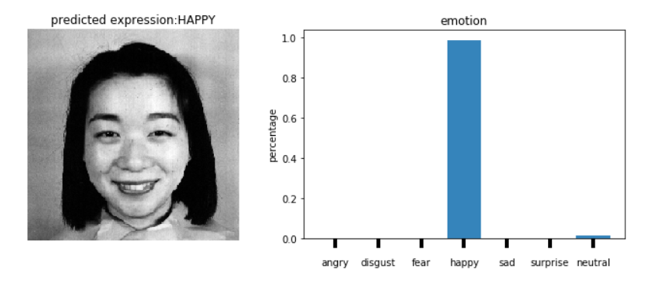 predicted expression:HAPPY
emotion
percentage
1.0
0.8
0.6
0.4
0.2
0.0
angry disgust fear happy sad surprise neutral